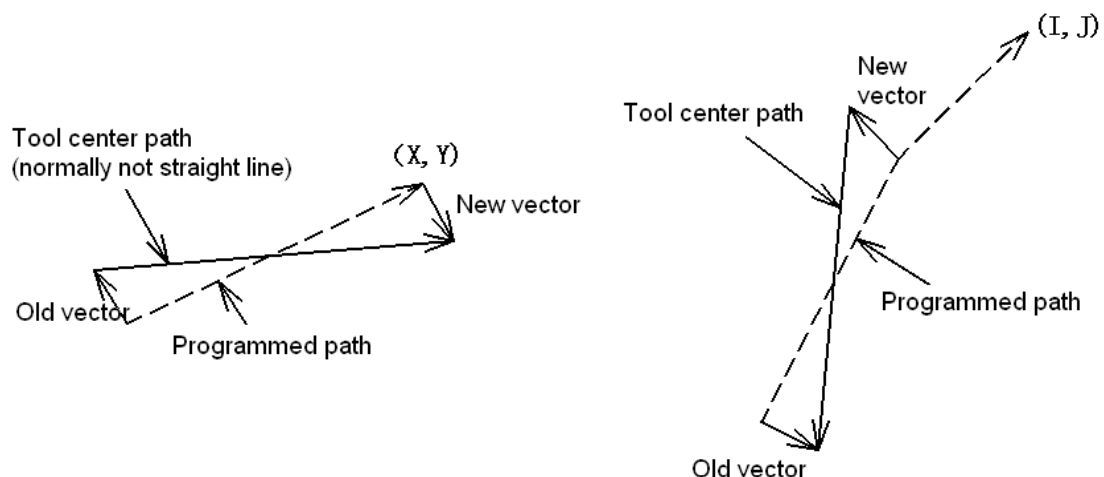 Tool center path
(normally not straight line)
(X, Y)
New vector
Old vector
Programmed path
(I, J)
New
vector
Tool center path
Programmed path
Old vector